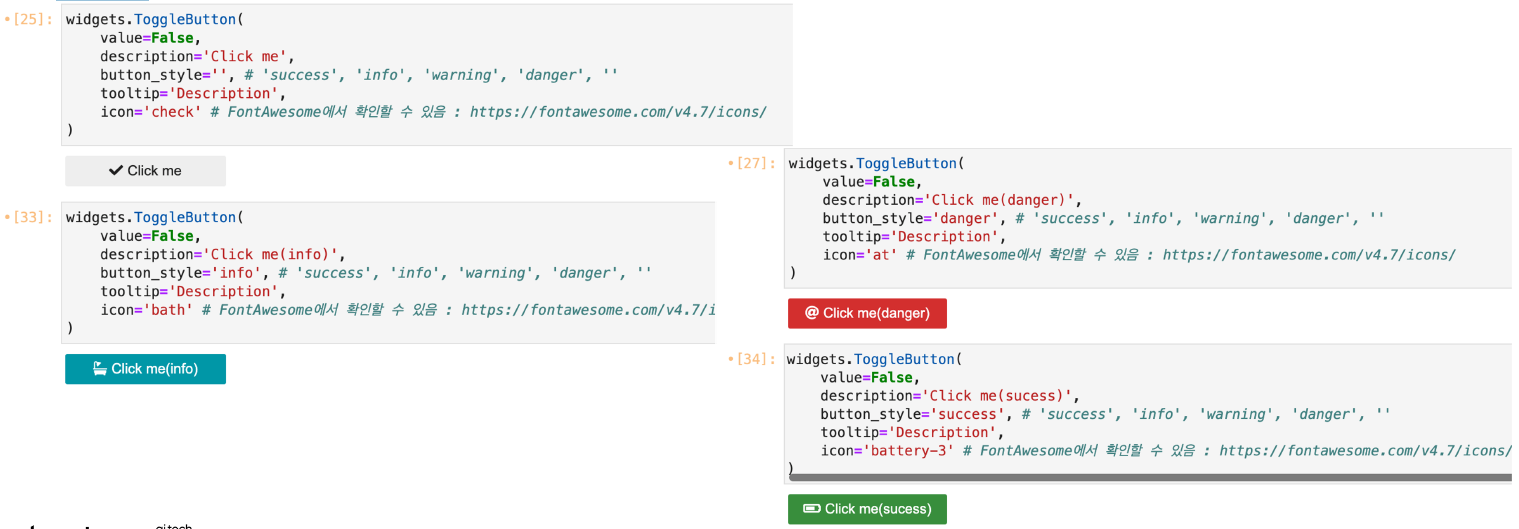 [25]: widgets.ToggleButton(
value=False,
description='Click me',
button_style='', # 'success', 'info', 'warning', 'danger', ''
tooltip='Description',
icon='check' # FontAwesome에서 확인할 수 있음 : https://fontawesome.com/v4.7/icons/
)
Click me
[33]: widgets.ToggleButton(
value=False,
description='Click me(info)',
button_style='info', # 'success', 'info', 'warning', 'danger', ''
tooltip='Description',
icon='bath' # FontAwesome에서 확인할 수 있음 : https://fontawesome.com/v4.7/i
)
Click me(info)
[27]: widgets.ToggleButton(
value=False,
description='Click me(danger)',
button_style='danger', # 'success', 'info', 'warning', 'danger', ''
tooltip='Description',
icon='at' # FontAwesome에서 확인할 수 있음 : https://fontawesome.com/v4.7/icons/
)
@ Click me(danger)
[34]: widgets.ToggleButton(
value=False,
description='Click me(sucess)',
button_style='success', # 'success', 'info', 'warning', 'danger', ''
tooltip='Description',
icon='battery-3' # FontAwesome에서 확인할 수 있음 : https://fontawesome.com/v4.7/icons/
)
Click me(sucess)